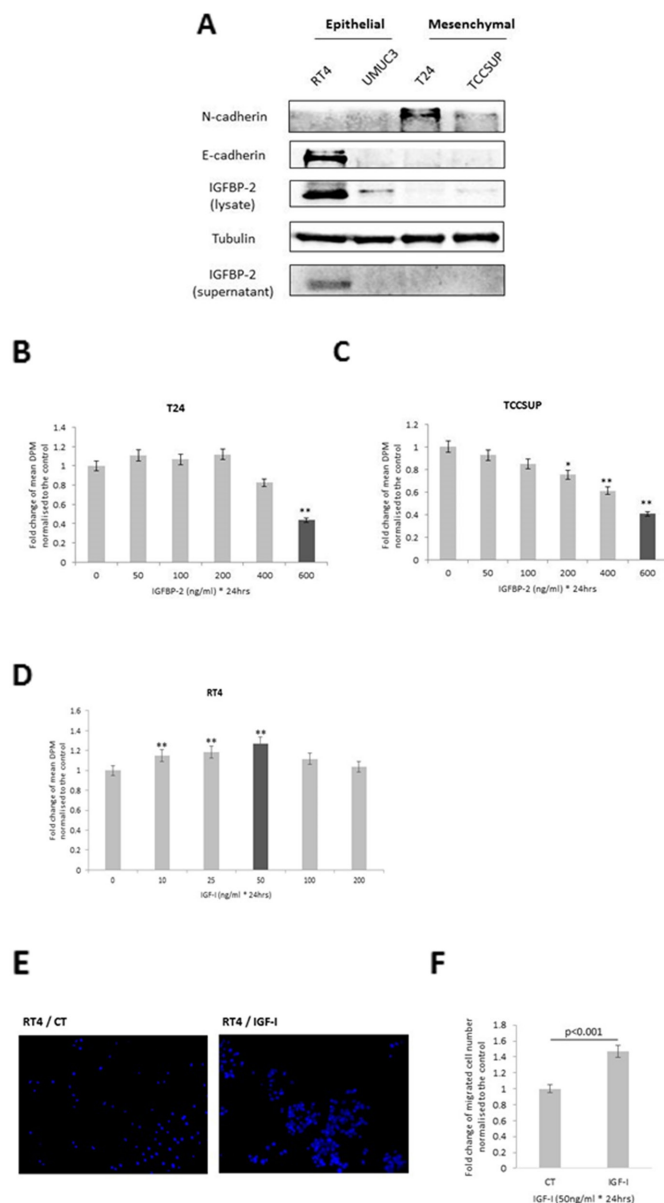 A
Epithelial Mesenchymal
RT4 UMUC3 T24 TCCSUP
N-cadherin
E-cadherin
IGFBP-2
(lysate)
Tubulin
IGFBP-2
(supernatant)
B
T24
Fold change of mean DPM
normalised to the control
1.4
1.2
1
0.8
0.6
0.4
0.2
0
**
0 50 100 200 400 600
IGFBP-2 (ng/ml) * 24hrs
C
TCCSUP
Fold change of mean DPM
normalised to the control
1.2
1
0.8
0.6
0.4
0.2
0
* ** **
0 50 100 200 400 600
IGFBP-2 (ng/ml) * 24hrs
D
RT4
Fold change of mean DPM
normalised to the control
1.6
1.4
1.2
1
0.8
0.6
0.4
0.2
0
** ** **
0 10 25 50 100 200
IGF-I (ng/ml * 24hrs)
E
RT4 / CT RT4 / IGF-I
F
Fold change of migrated cell number
normalised to the control
1.8
1.6
1.4
1.2
1
0.8
0.6
0.4
0.2
0
p<0.001
CT IGF-I
IGF-I (50ng/ml * 24hrs)